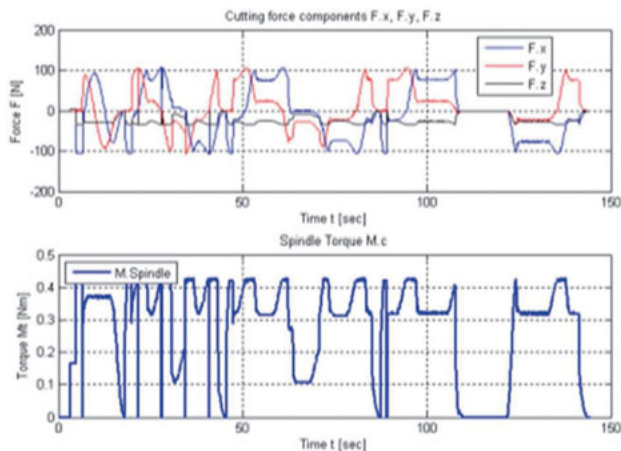 Cutting force components F.x, F.y, F.z
Force F [N]
200
100
0
-100
-200
F.x
F.y
F.z
0
50
100
150
Time t [sec]
Spindle Torque M.c
Torque Mt [Nm]
0.5
0.4
0.3
0.2
0.1
0
M.Spindle
0
50
100
150
Time t [sec]